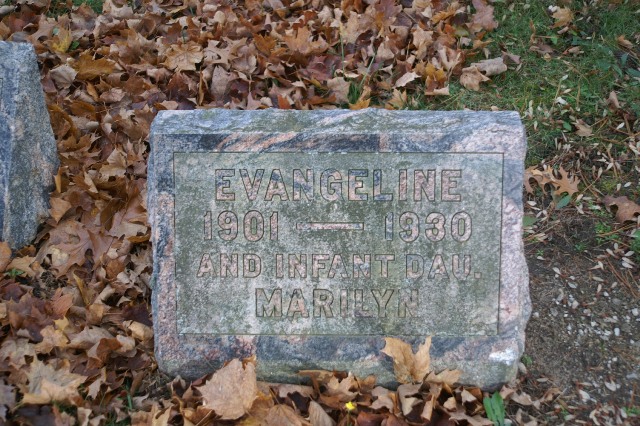 EVANGELINE
1901 — 1930
AND INFANT DAU.
MARILYN